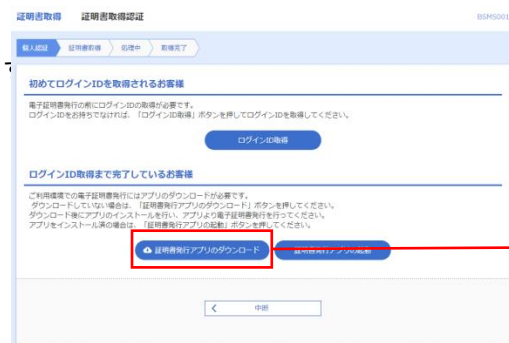 証明書取得 証明書取得認証
BSMS001
個人認証 証明書取得 処理中 取得完了
初めてログインIDを取得されるお客様
電子証明書発行の前にログインIDの取得が必要です。
ログインIDをお持ちでなければ、「ログインID取得」ボタンを押してログインIDを取得してください。
ログインID取得
ログインID取得まで完了しているお客様
ご利用環境での電子証明書発行にはアプリのダウンロードが必要です。
ダウンロードしていない場合は、「証明書発行アプリのダウンロード」ボタンを押してください。
ダウンロード後にアプリのインストールを行い、アプリより電子証明書発行を行ってください。
アプリをインストール済の場合は、「証明書発行アプリの起動」ボタンを押してください。
証明書発行アプリのダウンロード 証明書発行アプリの起動
中断